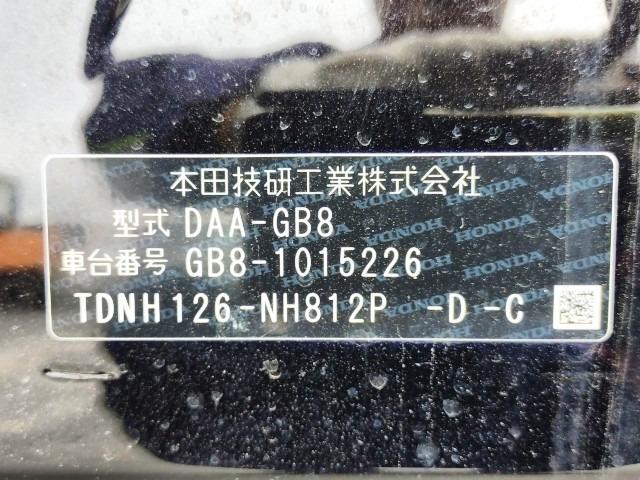 本田技研工業株式会社
型式 DAA-GB8
車台番号 GB8-1015226
TDNH126-NH812P -D -C